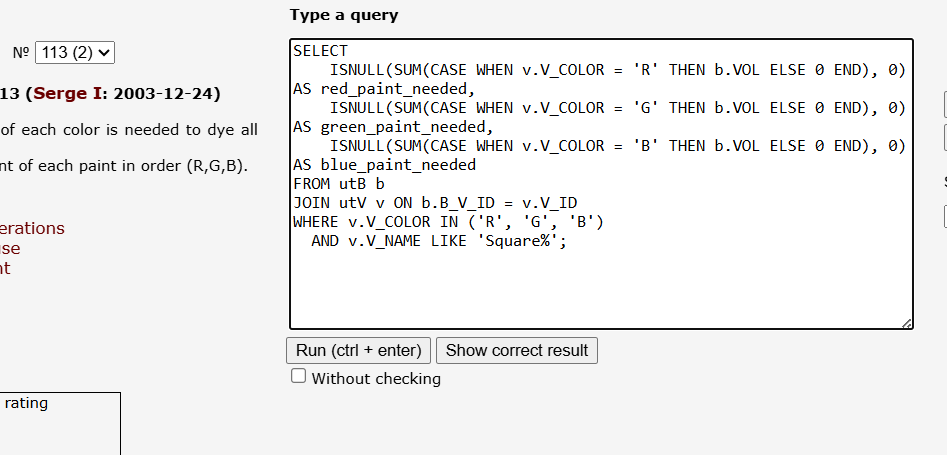 Type a query
Nº 113 (2)
13 (Serge I: 2003-12-24)
of each color is needed to dye all
nt of each paint in order (R,G,B).
erations
use
nt
rating
SELECT
ISNULL(SUM(CASE WHEN v.V_COLOR = 'R' THEN b.VOL ELSE 0 END), 0)
AS red_paint_needed,
ISNULL(SUM(CASE WHEN v.V_COLOR = 'G' THEN b.VOL ELSE 0 END), 0)
AS green_paint_needed,
ISNULL(SUM(CASE WHEN v.V_COLOR = 'B' THEN b.VOL ELSE 0 END), 0)
AS blue_paint_needed
FROM utB b
JOIN utV v ON b.B_V_ID = v.V_ID
WHERE v.V_COLOR IN ('R', 'G', 'B')
AND v.V_NAME LIKE 'Square%';
Run (ctrl + enter) Show correct result
Without checking